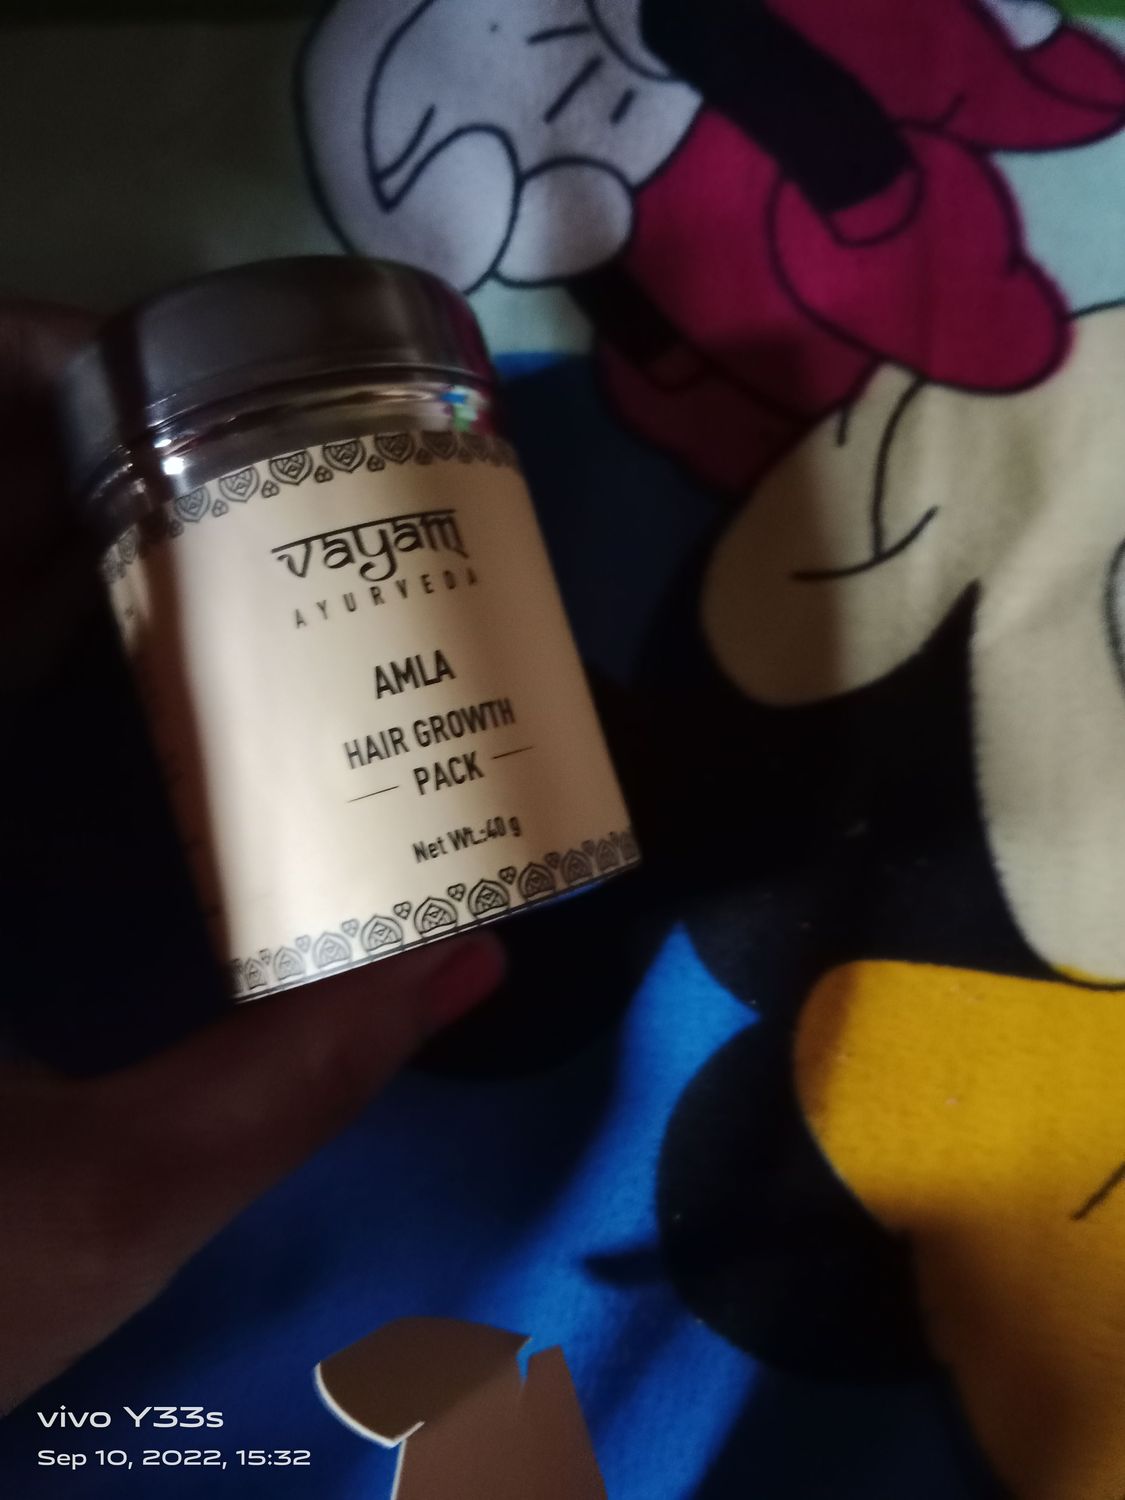 vayam
AYURVEDA
AMLA
HAIR GROWTH
PACK
Net Wt.:40 g
vivo Y33s
Sep 10, 2022, 15:32